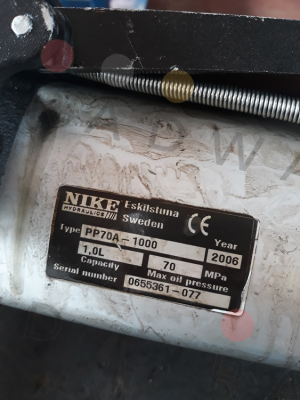 NIKE Eskilstuna
HYDRAULICS Sweden CE
Type PP70A-1000 Year
1.0L 70 MPa 2006
Capacity Max oil pressure
Serial number 0655361-077